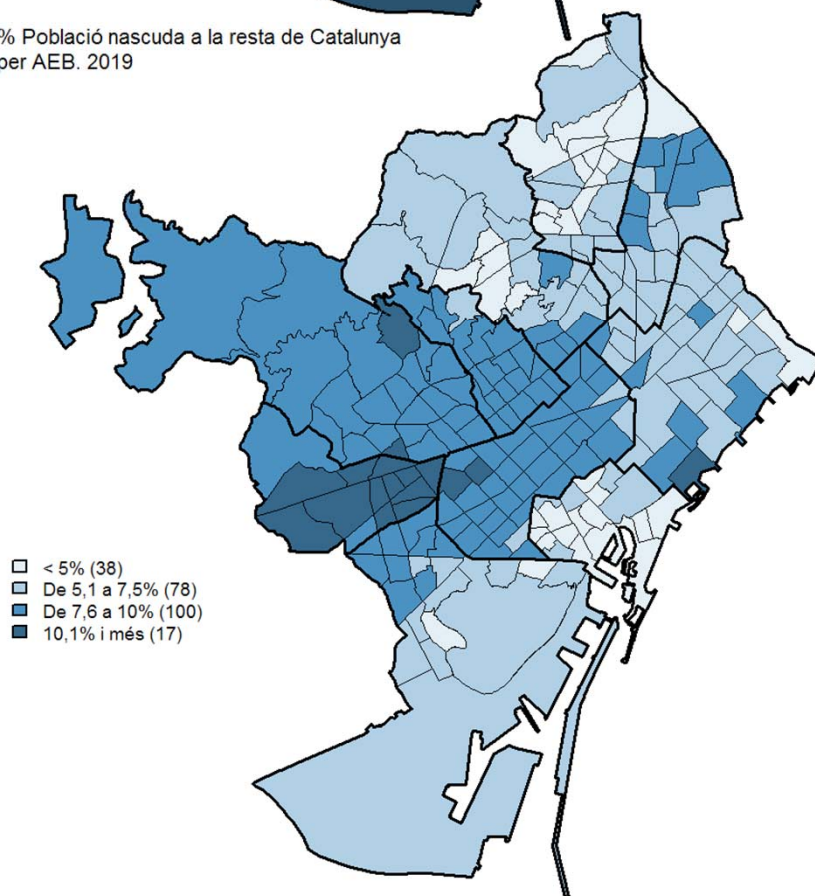 % Població nascuda a la resta de Catalunya
per AEB. 2019
< 5% (38)
De 5,1 a 7,5% (78)
De 7,6 a 10% (100)
10,1% i més (17)